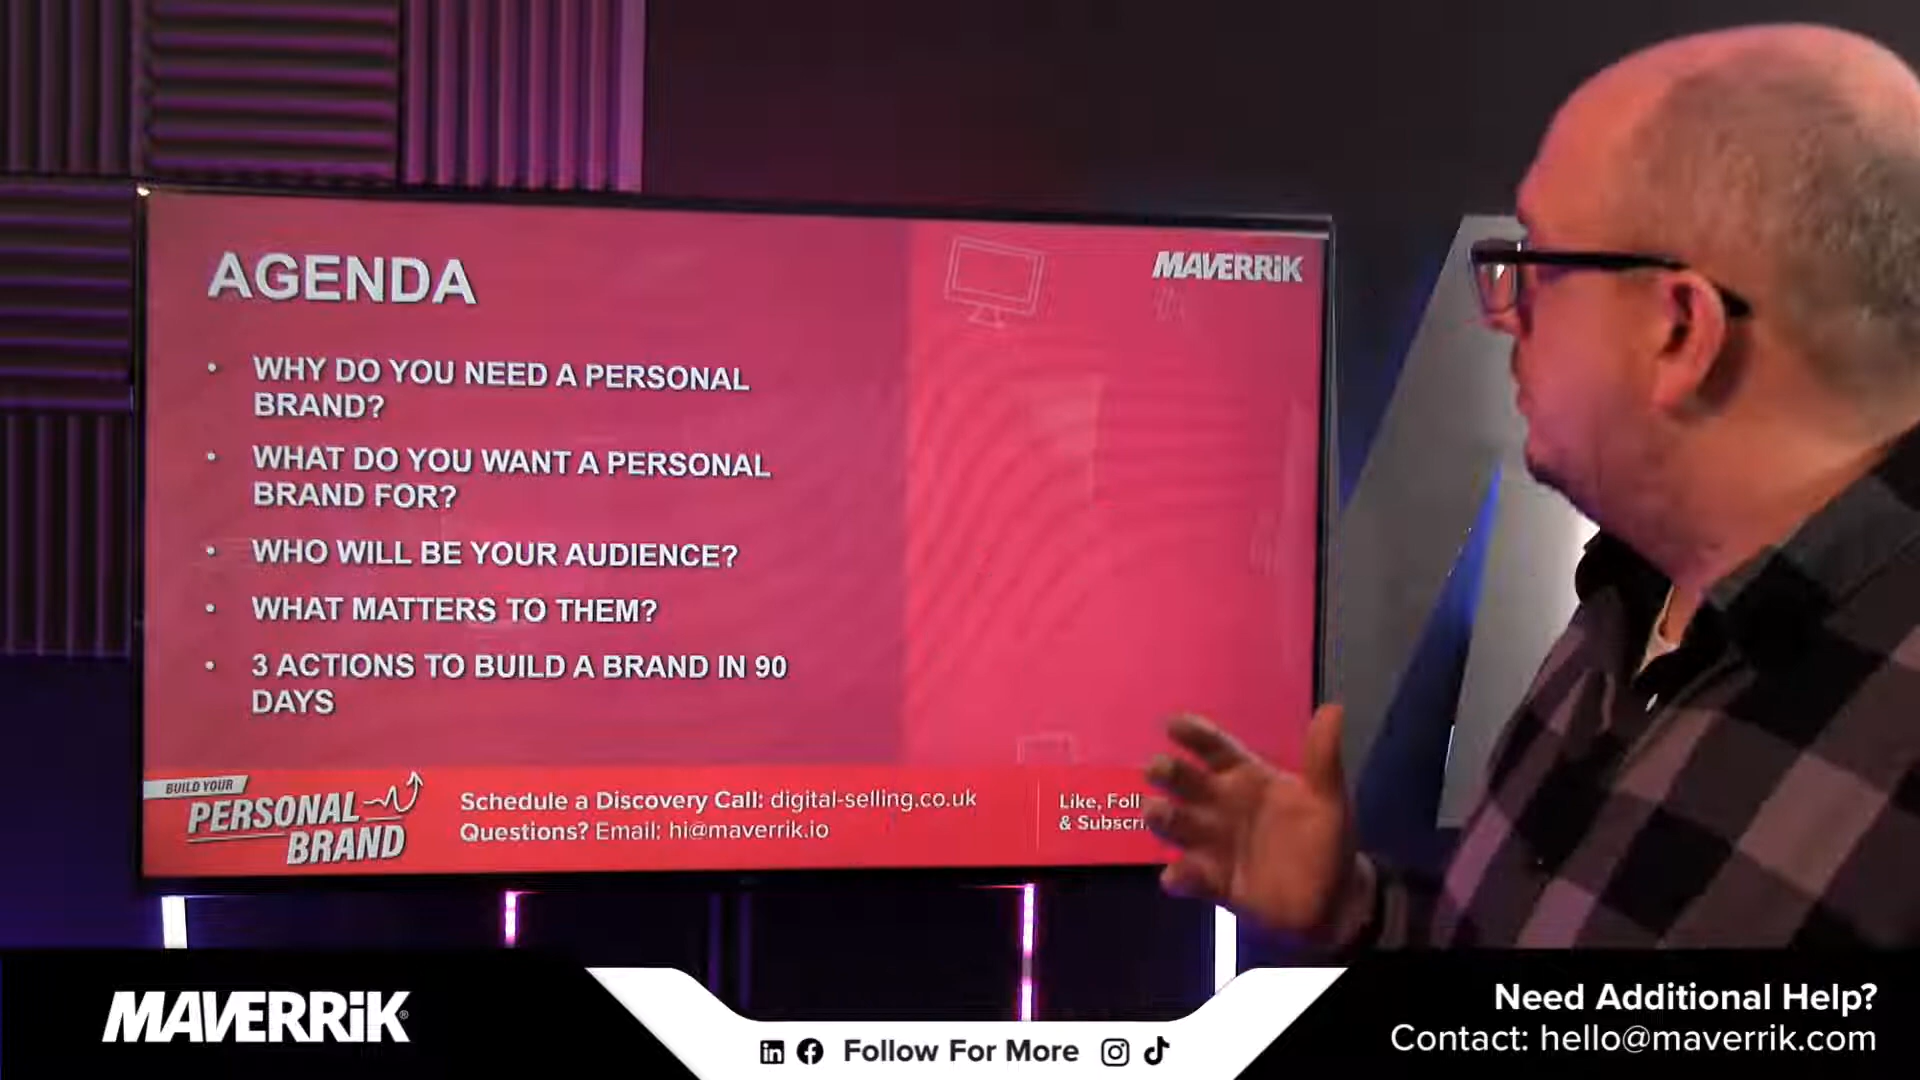 AGENDA
MAVERRiK
• WHY DO YOU NEED A PERSONAL
BRAND?
• WHAT DO YOU WANT A PERSONAL
BRAND FOR?
• WHO WILL BE YOUR AUDIENCE?
• WHAT MATTERS TO THEM?
• 3 ACTIONS TO BUILD A BRAND IN 90
DAYS
BUILD YOUR
PERSONAL
BRAND
Schedule a Discovery Call: digital-selling.co.uk
Questions? Email: hi@maverrik.io
Like, Foll
& Subscri
MAVERRiK®
Follow For More
Need Additional Help?
Contact: hello@maverrik.com